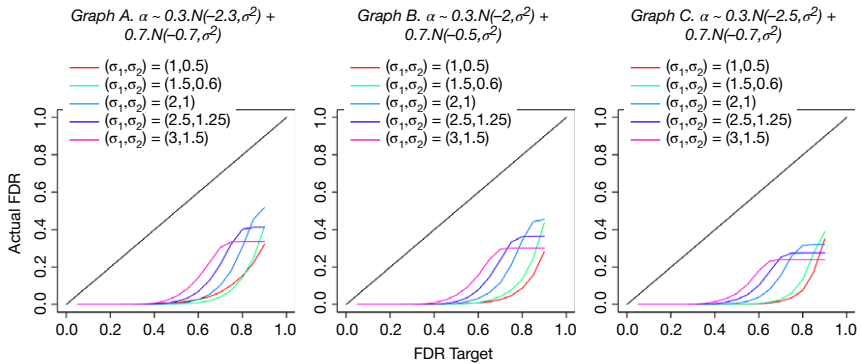 Graph A. α ~ 0.3.N(–2.3,σ²) +
0.7.N(–0.7,σ²)
(σ₁,σ₂) = (1,0.5)
(σ₁,σ₂) = (1.5,0.6)
(σ₁,σ₂) = (2,1)
(σ₁,σ₂) = (2.5,1.25)
(σ₁,σ₂) = (3,1.5)
Actual FDR
1.0
0.8
0.6
0.4
0.2
0.0
0.0 0.2 0.4 0.6 0.8 1.0
Graph B. α ~0.3.N(–2,σ²) +
0.7.N(–0.5,σ²)
(σ₁,σ₂) = (1,0.5)
(σ₁,σ₂) = (1.5,0.6)
(σ₁,σ₂) = (2,1)
(σ₁,σ₂) = (2.5,1.25)
(σ₁,σ₂) = (3,1.5)
1.0
0.8
0.6
0.4
0.2
0.0
0.0 0.2 0.4 0.6 0.8 1.0
FDR Target
Graph C. α ~ 0.3.N(–2.5,σ²) +
0.7.N(–0.7,σ²)
(σ₁,σ₂) = (1,0.5)
(σ₁,σ₂) = (1.5,0.6)
(σ₁,σ₂) = (2,1)
(σ₁,σ₂) = (2.5,1.25)
(σ₁,σ₂) = (3,1.5)
1.0
0.8
0.6
0.4
0.2
0.0
0.0 0.2 0.4 0.6 0.8 1.0